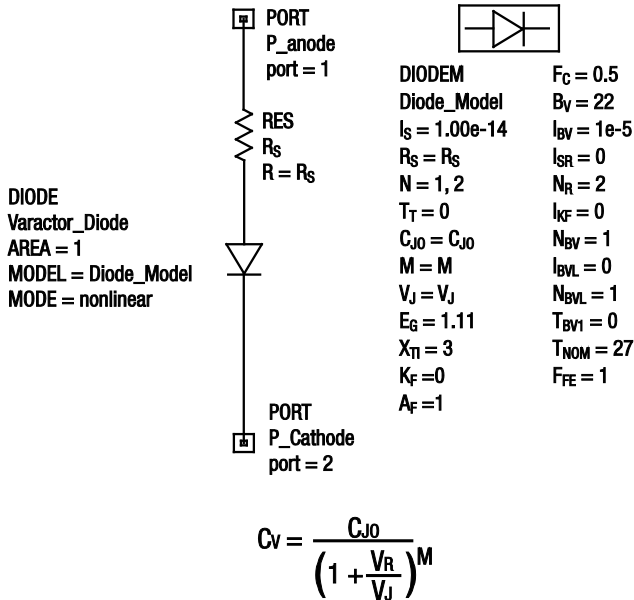 PORT
P_anode
port = 1
RES
RS
R = RS
DIODE
Varactor_Diode
AREA = 1
MODEL = Diode_Model
MODE = nonlinear
PORT
P_Cathode
port = 2
DIODEM
Diode_Model
IS = 1.00e-14
RS = RS
N = 1, 2
TT = 0
CJO = CJO
M = M
VJ = VJ
EG = 1.11
XTI = 3
KF =0
AF =1
FC = 0.5
BV = 22
IBV = 1e-5
ISR = 0
NR = 2
IKF = 0
NBV = 1
IBVL = 0
NBVL = 1
TBV1 = 0
TNOM = 27
FFE = 1
CV = CJO / (1 + VR / VJ)^M